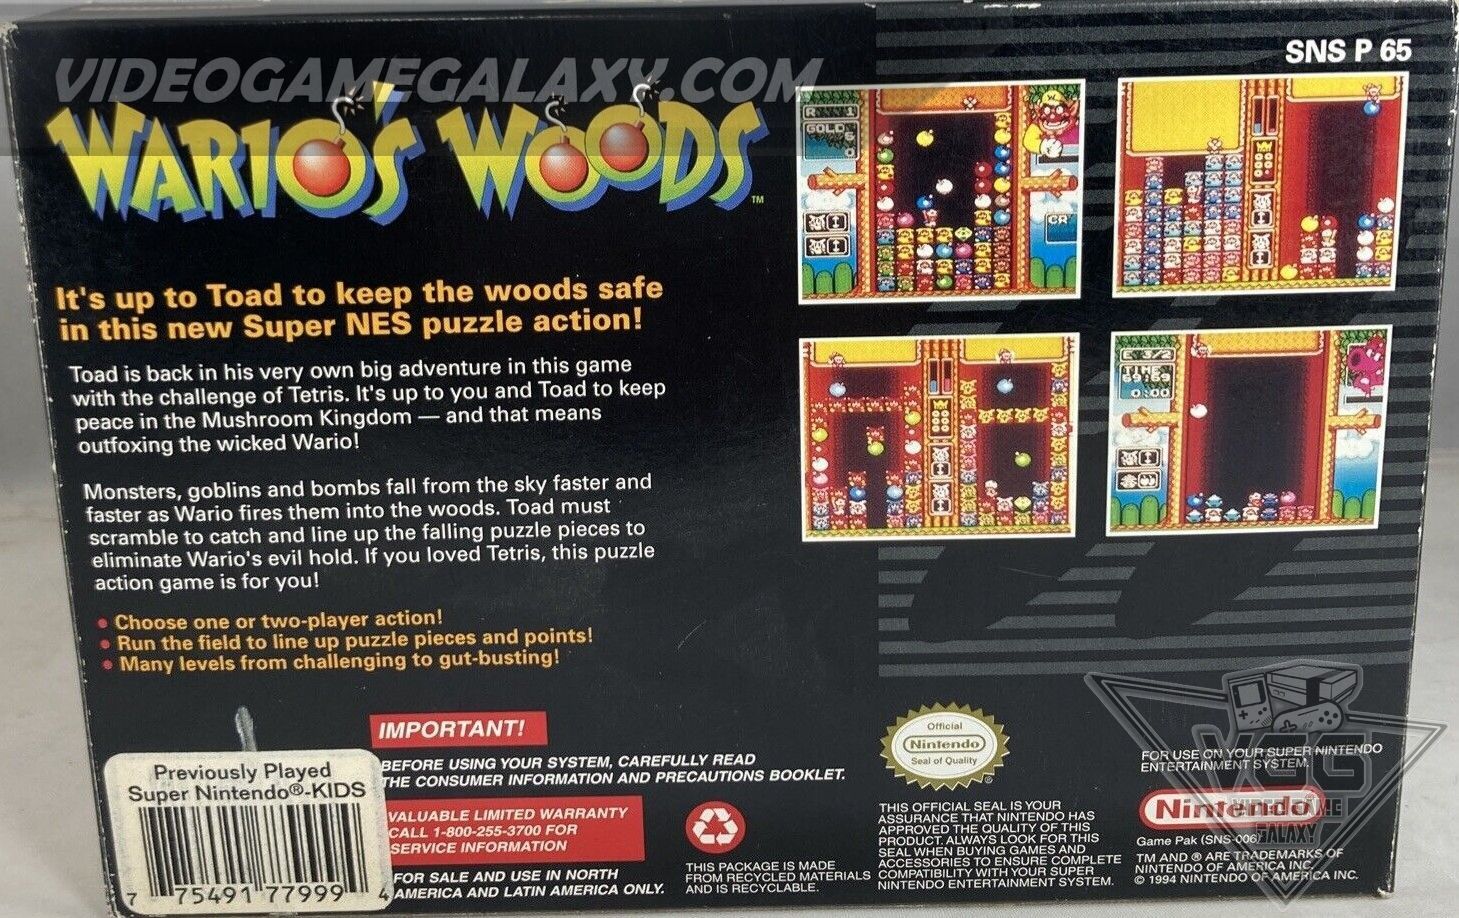 VIDEOGAMEGALAXY.COM
SNS P 65
WARIO'S WOODS™
It's up to Toad to keep the woods safe
in this new Super NES puzzle action!
Toad is back in his very own big adventure in this game
with the challenge of Tetris. It's up to you and Toad to keep
peace in the Mushroom Kingdom — and that means
outfoxing the wicked Wario!
Monsters, goblins and bombs fall from the sky faster and
faster as Wario fires them into the woods. Toad must
scramble to catch and line up the falling puzzle pieces to
eliminate Wario's evil hold. If you loved Tetris, this puzzle
action game is for you!
• Choose one or two-player action!
• Run the field to line up puzzle pieces and points!
• Many levels from challenging to gut-busting!
R 1
GOLD
CR
E 3/2
TIME
0:00
IMPORTANT!
BEFORE USING YOUR SYSTEM, CAREFULLY READ
THE CONSUMER INFORMATION AND PRECAUTIONS BOOKLET.
VALUABLE LIMITED WARRANTY
CALL 1-800-255-3700 FOR
SERVICE INFORMATION
FOR SALE AND USE IN NORTH
AMERICA AND LATIN AMERICA ONLY.
Previously Played
Super Nintendo®-KIDS
7 75491 77999 4
THIS PACKAGE IS MADE
FROM RECYCLED MATERIALS
AND IS RECYCLABLE.
Official
Nintendo
Seal of Quality
®
THIS OFFICIAL SEAL IS YOUR
ASSURANCE THAT NINTENDO HAS
APPROVED THE QUALITY OF THIS
PRODUCT. ALWAYS LOOK FOR THIS
SEAL WHEN BUYING GAMES AND
ACCESSORIES TO ENSURE COMPLETE
COMPATIBILITY WITH YOUR SUPER
NINTENDO ENTERTAINMENT SYSTEM.
FOR USE ON YOUR SUPER NINTENDO
ENTERTAINMENT SYSTEM.
Nintendo®
Game Pak (SNS-006)
TM AND ® ARE TRADEMARKS OF
NINTENDO OF AMERICA INC.
© 1994 NINTENDO OF AMERICA INC.
VGG
VIDEO GAME
GALAXY